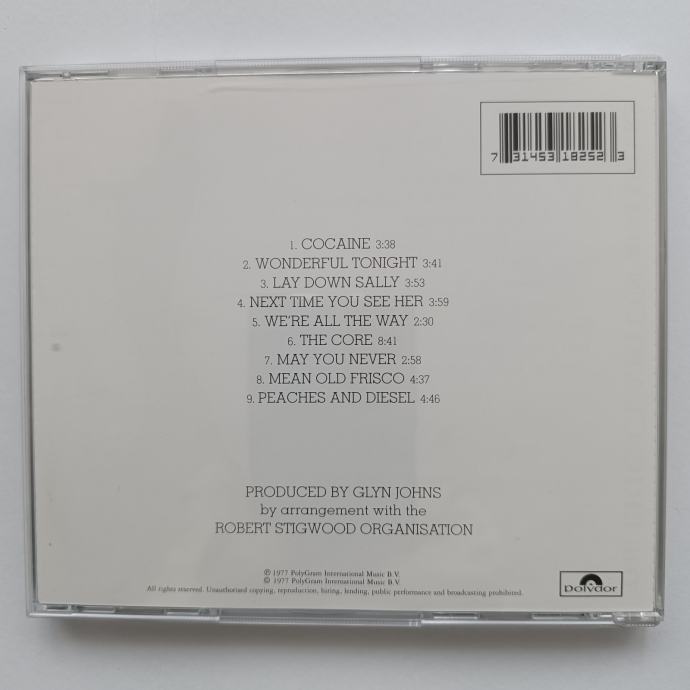 7 31453 18252 3
1. COCAINE 3:38
2. WONDERFUL TONIGHT 3:41
3. LAY DOWN SALLY 3:53
4. NEXT TIME YOU SEE HER 3:59
5. WE'RE ALL THE WAY 2:30
6. THE CORE 8:41
7. MAY YOU NEVER 2:58
8. MEAN OLD FRISCO 4:37
9. PEACHES AND DIESEL 4:46
PRODUCED BY GLYN JOHNS
by arrangement with the
ROBERT STIGWOOD ORGANISATION
℗ 1977 PolyGram International Music B.V.
© 1977 PolyGram International Music B.V.
All rights reserved. Unauthorised copying, reproduction, hiring, lending, public performance and broadcasting prohibited.
Polydor